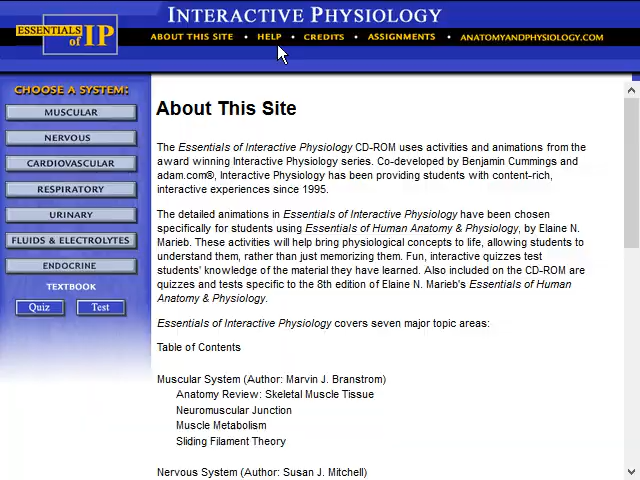 INTERACTIVE PHYSIOLOGY
ESSENTIALS of IP
ABOUT THIS SITE • HELP • CREDITS • ASSIGNMENTS • ANATOMYANDPHYSIOLOGY.COM
CHOOSE A SYSTEM:
MUSCULAR
NERVOUS
CARDIOVASCULAR
RESPIRATORY
URINARY
FLUIDS & ELECTROLYTES
ENDOCRINE
TEXTBOOK
Quiz Test
About This Site
The Essentials of Interactive Physiology CD-ROM uses activities and animations from the
award winning Interactive Physiology series. Co-developed by Benjamin Cummings and
adam.com®, Interactive Physiology has been providing students with content-rich,
interactive experiences since 1995.
The detailed animations in Essentials of Interactive Physiology have been chosen
specifically for students using Essentials of Human Anatomy & Physiology, by Elaine N.
Marieb. These activities will help bring physiological concepts to life, allowing students to
understand them, rather than just memorizing them. Fun, interactive quizzes test
students' knowledge of the material they have learned. Also included on the CD-ROM are
quizzes and tests specific to the 8th edition of Elaine N. Marieb's Essentials of Human
Anatomy & Physiology.
Essentials of Interactive Physiology covers seven major topic areas:
Table of Contents
Muscular System (Author: Marvin J. Branstrom)
Anatomy Review: Skeletal Muscle Tissue
Neuromuscular Junction
Muscle Metabolism
Sliding Filament Theory
Nervous System (Author: Susan J. Mitchell)